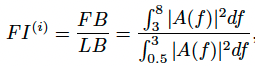 FI^{(i)} = \frac{FB}{LB} = \frac{\int_{3}^{8} |A(f)|^2 df}{\int_{0.5}^{3} |A(f)|^2 df},